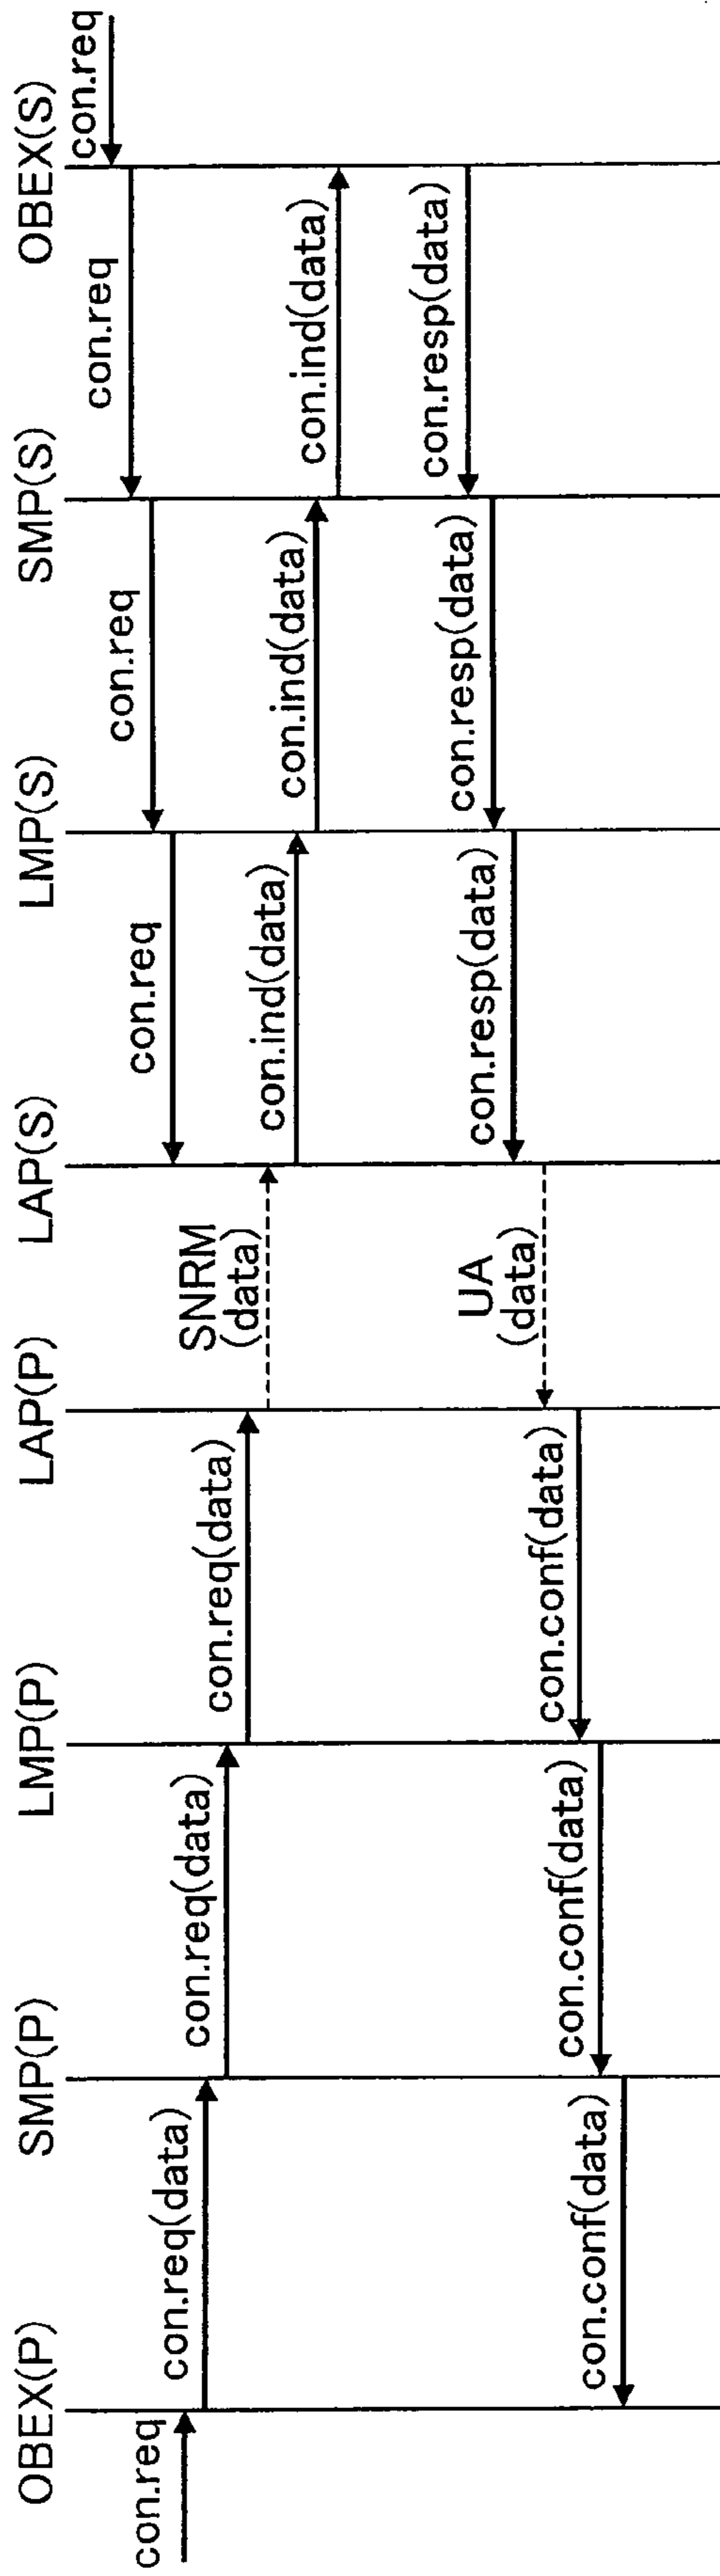 OBEX(P)
SMP(P)
LMP(P)
LAP(P)
LAP(S)
LMP(S)
SMP(S)
OBEX(S)
con.req
con.req
con.req
con.req
con.req
con.req(data)
con.req(data)
con.req(data)
SNRM
(data)
con.ind(data)
con.ind(data)
con.ind(data)
con.resp(data)
con.resp(data)
con.resp(data)
UA
(data)
con.conf(data)
con.conf(data)
con.conf(data)